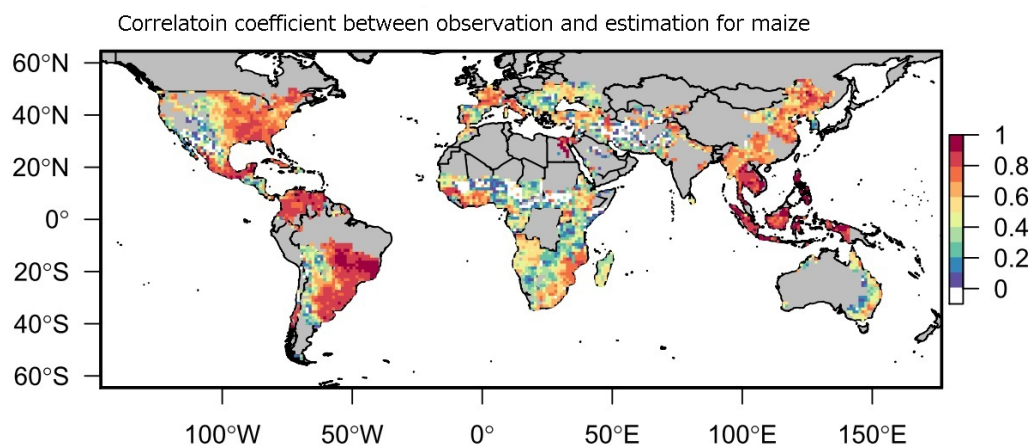 Correlatoin coefficient between observation and estimation for maize
60°N
40°N
20°N
0°
20°S
40°S
60°S
1
0.8
0.6
0.4
0.2
0
100°W 50°W 0° 50°E 100°E 150°E